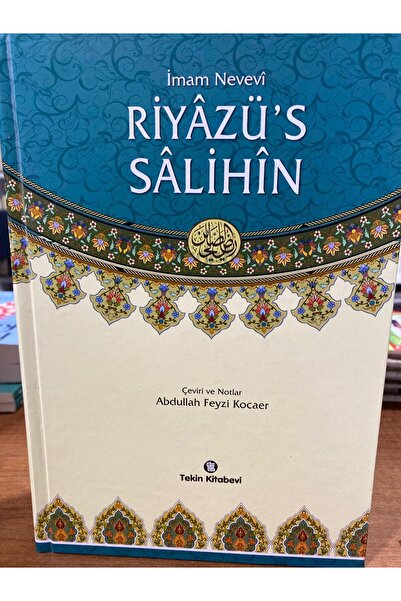 İmam Nevevî
RİYÂZÜ'S
SÂLİHÎN
Çeviri ve Notlar
Abdullah Feyzi Kocaer
Tekin Kitabevi